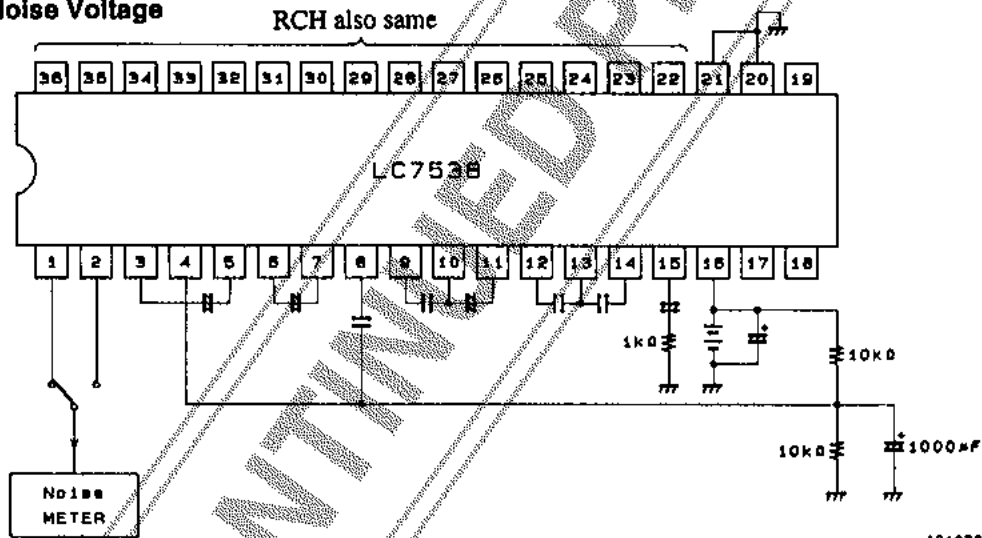 Noise Voltage
RCH also same
36 35 34 33 32 31 30 29 28 27 26 25 24 23 22 21 20 19
LC7538
1 2 3 4 5 6 7 8 9 10 11 12 13 14 15 16 17 18
1kΩ
+
10kΩ
10kΩ
+
1000µF
Noise
METER